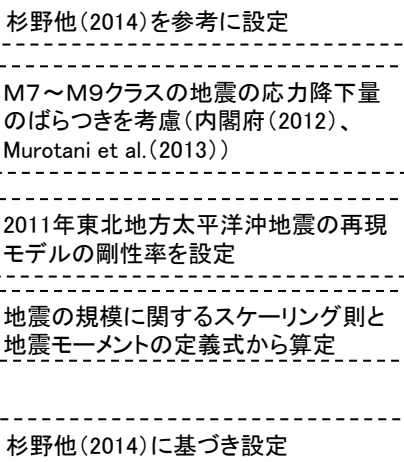 杉野他（2014）を参考に設定
M7～M9クラスの地震の応力降下量
のばらつきを考慮（内閣府（2012）、
Murotani et al.（2013））
2011年東北地方太平洋沖地震の再現
モデルの剛性率を設定
地震の規模に関するスケーリング則と
地震モーメントの定義式から算定
杉野他（2014）に基づき設定